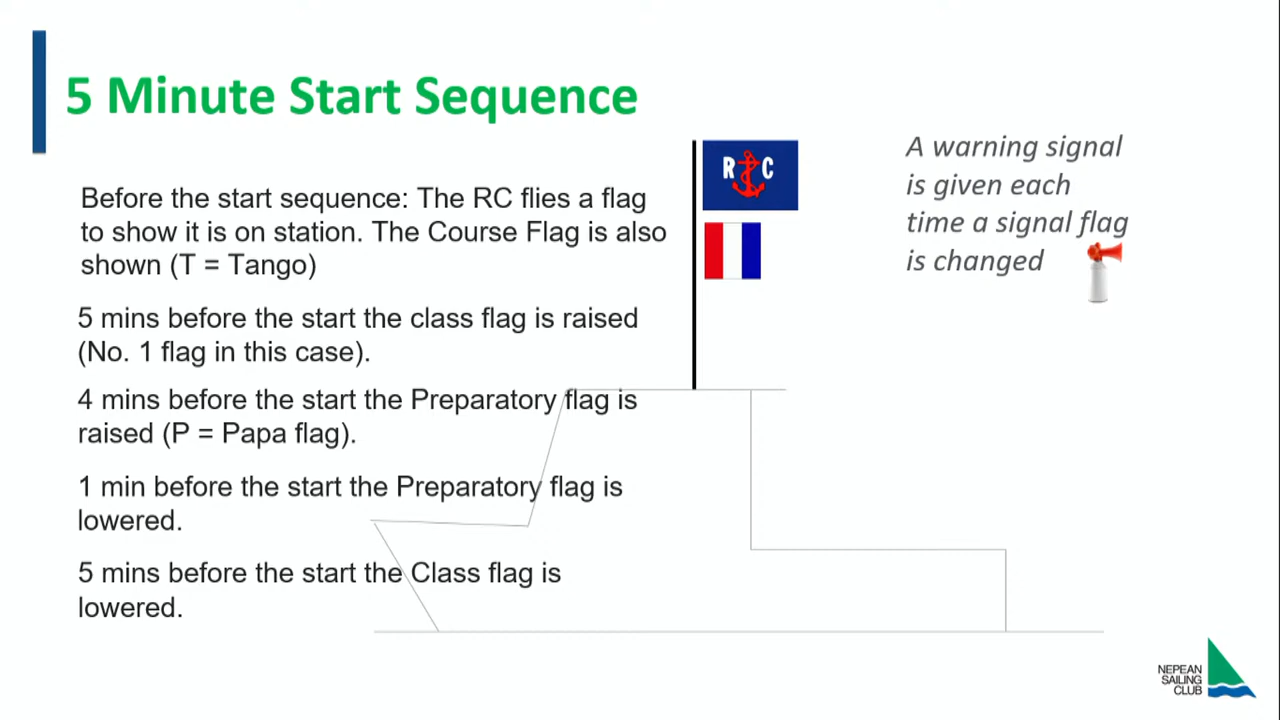 5 Minute Start Sequence
Before the start sequence: The RC flies a flag
to show it is on station. The Course Flag is also
shown (T = Tango)
5 mins before the start the class flag is raised
(No. 1 flag in this case).
4 mins before the start the Preparatory flag is
raised (P = Papa flag).
1 min before the start the Preparatory flag is
lowered.
5 mins before the start the Class flag is
lowered.
R C
A warning signal
is given each
time a signal flag
is changed
NEPEAN
SAILING
CLUB